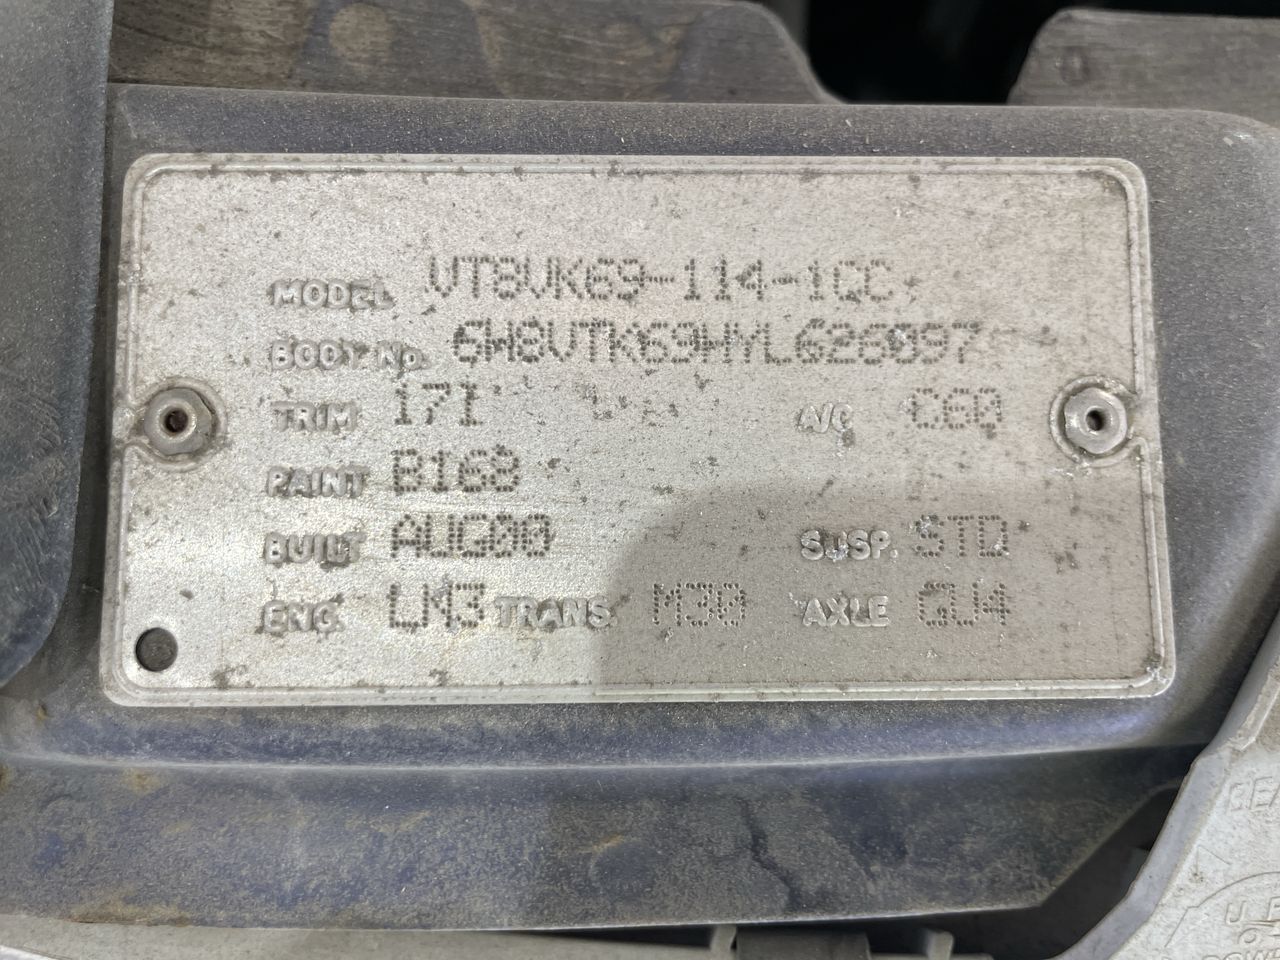 MODEL VT8VK69-114-1QC
BODY No. 6H8VTK69HYL626097
TRIM 17I A/C C60
PAINT B168
BUILT AUG00
SUSP. STD
ENG. LN3 TRANS. M30 AXLE GU4